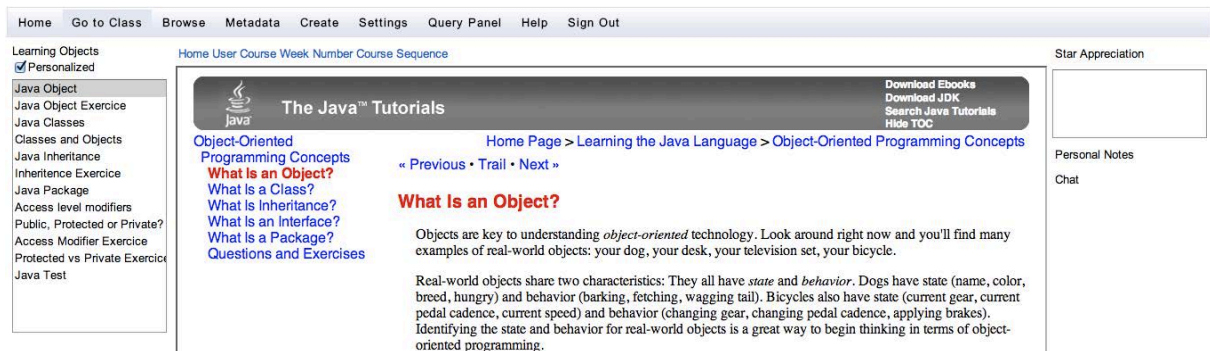 Home Go to Class Browse Metadata Create Settings Query Panel Help Sign Out
Learning Objects
Personalized
Java Object
Java Object Exercice
Java Classes
Classes and Objects
Java Inheritance
Inheritence Exercise
Java Package
Access level modifiers
Public, Protected or Private?
Access Modifier Exercice
Protected vs Private Exercice
Java Test
Home User Course Week Number Course Sequence
Java
The Java™ Tutorials
Download Ebooks
Download JDK
Search Java Tutorials
Hide TOC
Object-Oriented
Programming Concepts
What Is an Object?
What Is a Class?
What Is Inheritance?
What Is an Interface?
What Is a Package?
Questions and Exercises
Home Page > Learning the Java Language > Object-Oriented Programming Concepts
« Previous • Trail • Next »
What Is an Object?
Objects are key to understanding object-oriented technology. Look around right now and you'll find many
examples of real-world objects: your dog, your desk, your television set, your bicycle.
Real-world objects share two characteristics: They all have state and behavior. Dogs have state (name, color,
breed, hungry) and behavior (barking, fetching, wagging tail). Bicycles also have state (current gear, current
pedal cadence, current speed) and behavior (changing gear, changing pedal cadence, applying brakes).
Identifying the state and behavior for real-world objects is a great way to begin thinking in terms of object-
oriented programming.
Star Appreciation
Personal Notes
Chat